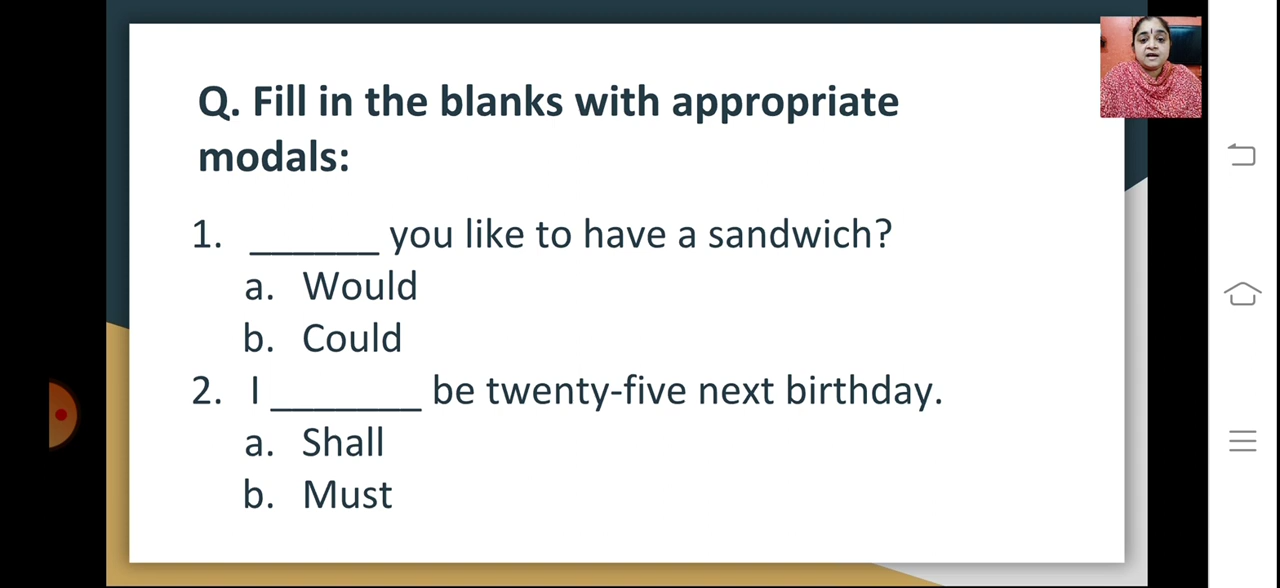 Q. Fill in the blanks with appropriate
modals:
1. ______ you like to have a sandwich?
a. Would
b. Could
2. I _______ be twenty-five next birthday.
a. Shall
b. Must